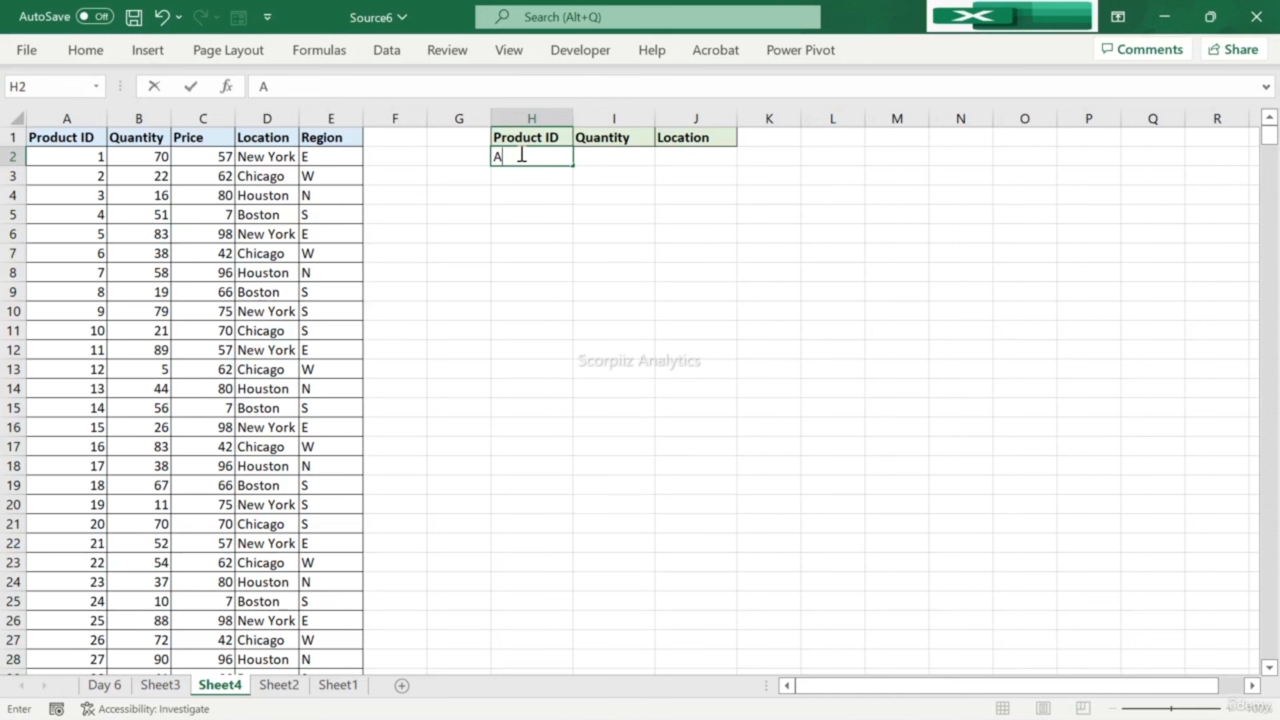 AutoSave Off Source6 Search (Alt+Q)
File Home Insert Page Layout Formulas Data Review View Developer Help Acrobat Power Pivot Comments Share
H2 fx A
A B C D E F G H I J K L M N O P Q R
1 Product ID Quantity Price Location Region Product ID Quantity Location
2 1 70 57 New York E A
3 2 22 62 Chicago W
4 3 16 80 Houston N
5 4 51 7 Boston S
6 5 83 98 New York E
7 6 38 42 Chicago W
8 7 58 96 Houston N
9 8 19 66 Boston S
10 9 79 75 New York S
11 10 21 70 Chicago S
12 11 89 57 New York E
13 12 5 62 Chicago W
Scorpiiz Analytics
14 13 44 80 Houston N
15 14 56 7 Boston S
16 15 26 98 New York E
17 16 83 42 Chicago W
18 17 38 96 Houston N
19 18 67 66 Boston S
20 19 11 75 New York S
21 20 70 70 Chicago S
22 21 52 57 New York E
23 22 54 62 Chicago W
24 23 37 80 Houston N
25 24 10 7 Boston S
26 25 88 98 New York E
27 26 72 42 Chicago W
28 27 90 96 Houston N
Day 6 Sheet3 Sheet4 Sheet2 Sheet1
Enter Accessibility: Investigate